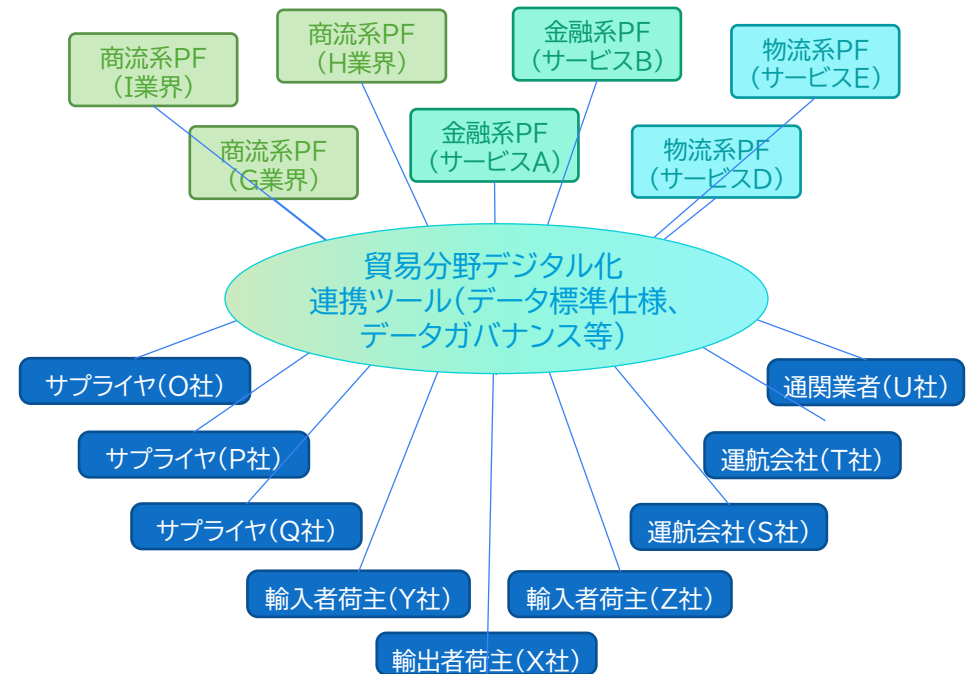 商流系PF
（I業界）
商流系PF
（H業界）
金融系PF
（サービスB）
物流系PF
（サービスE）
商流系PF
（G業界）
金融系PF
（サービスA）
物流系PF
（サービスD）
貿易分野デジタル化
連携ツール（データ標準仕様、
データガバナンス等）
サプライヤ（O社）
通関業者（U社）
サプライヤ（P社）
運航会社（T社）
サプライヤ（Q社）
運航会社（S社）
輸入者荷主（Y社）
輸入者荷主（Z社）
輸出者荷主（X社）